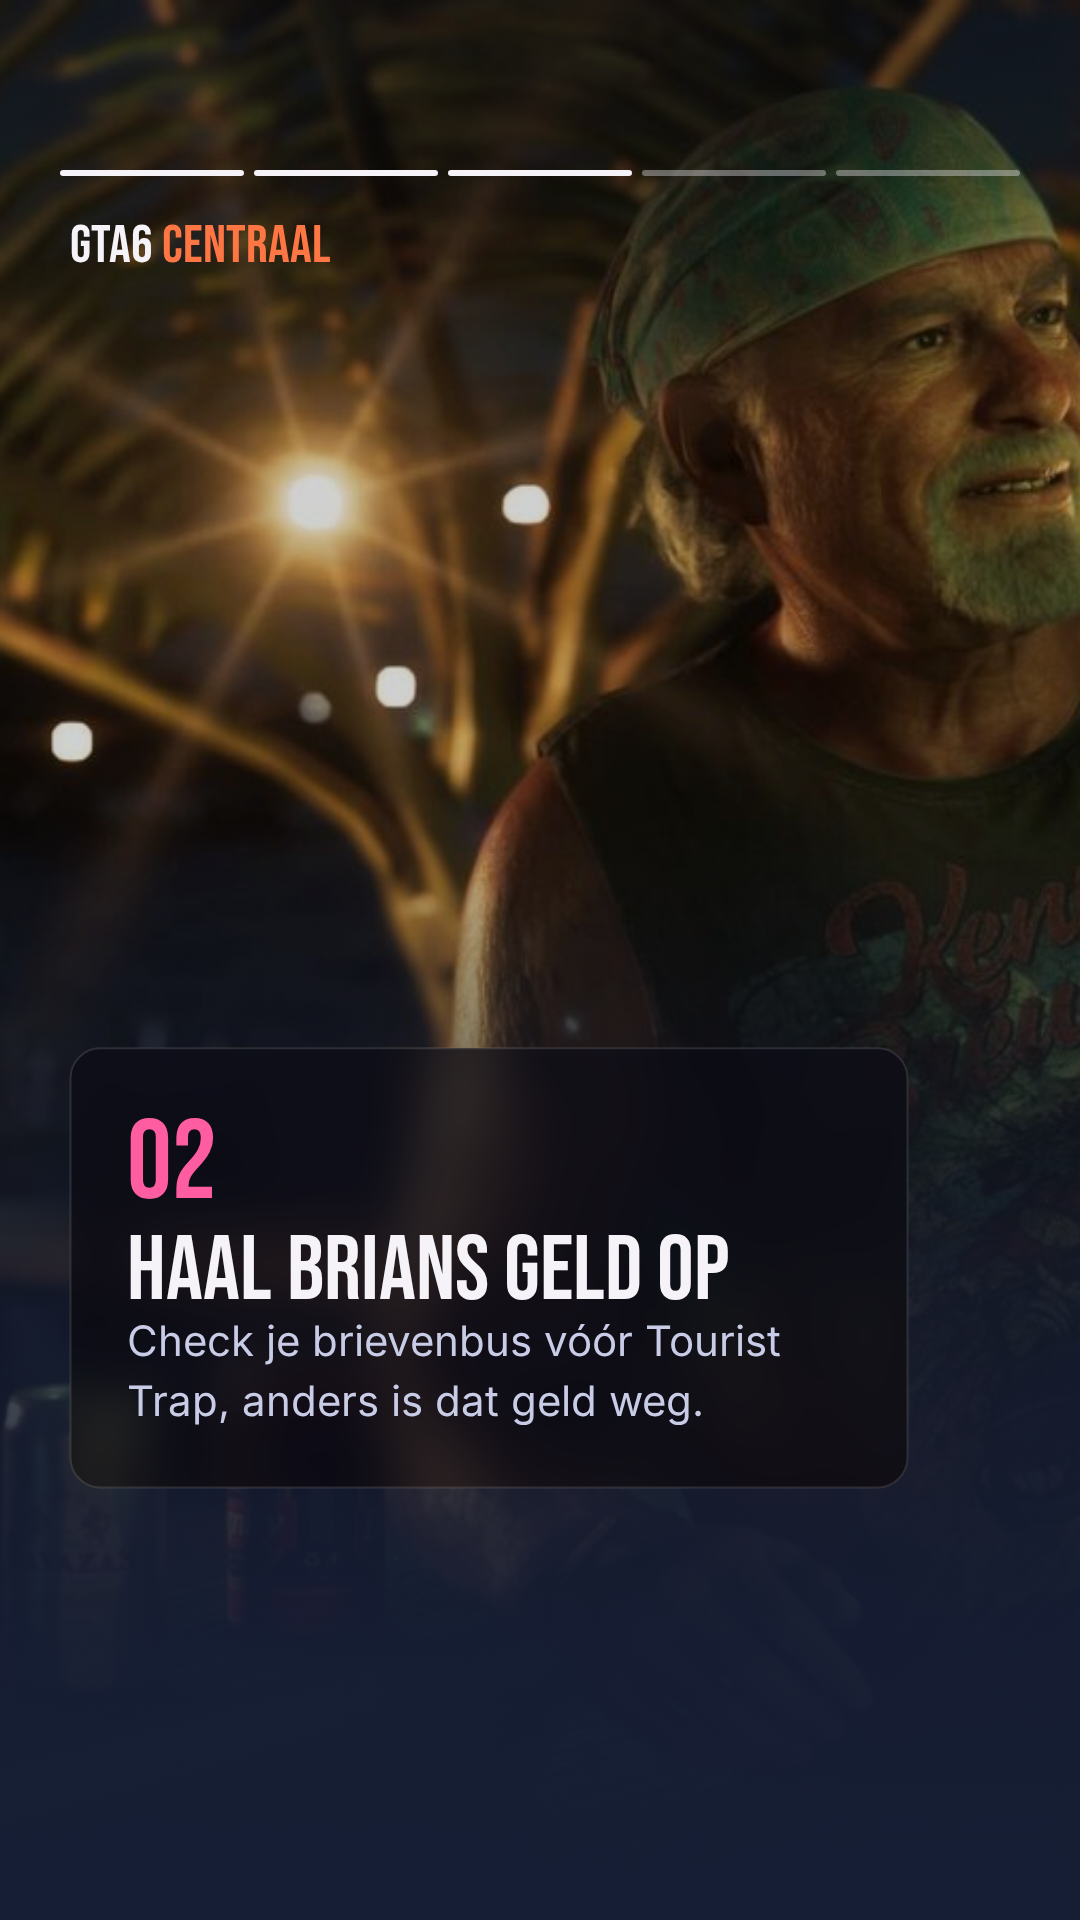 GTA6 CENTRAAL
02
HAAL BRIANS GELD OP
Check je brievenbus vóór Tourist
Trap, anders is dat geld weg.